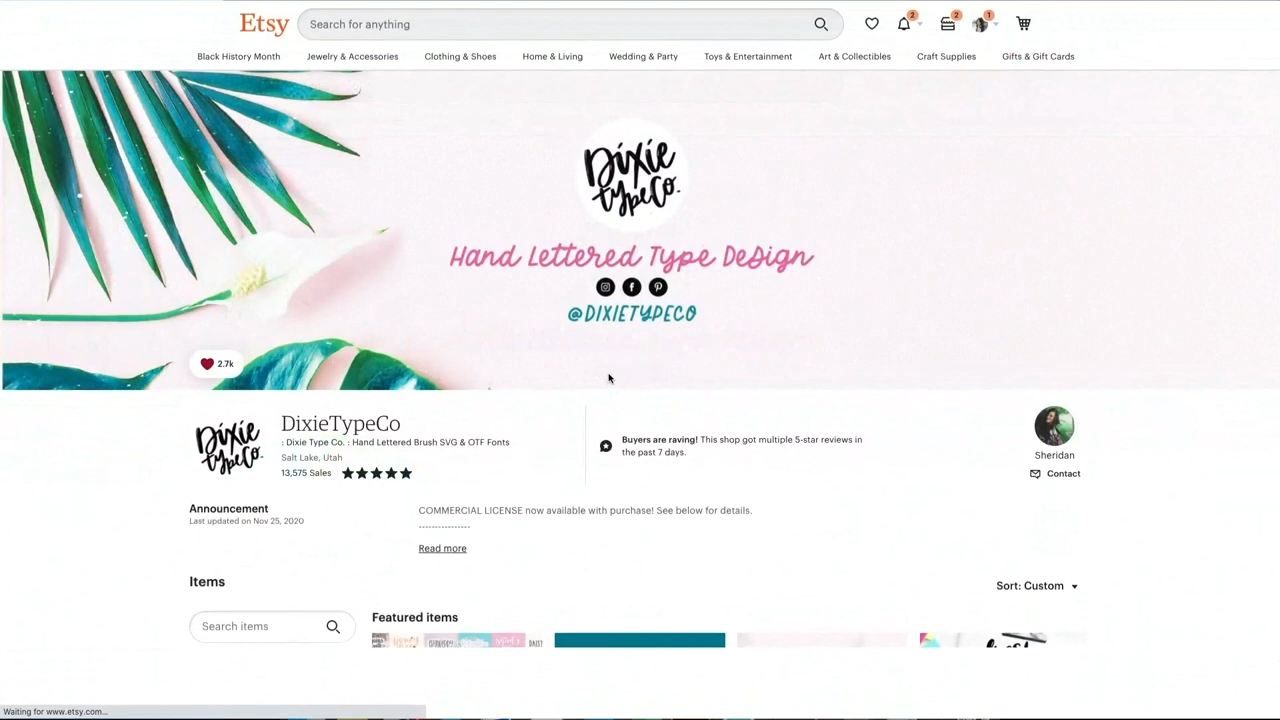 Etsy
Search for anything
2
2
1
Black History Month Jewelry & Accessories Clothing & Shoes Home & Living Wedding & Party Toys & Entertainment Art & Collectibles Craft Supplies Gifts & Gift Cards
Dixie
typeCo.
Hand Lettered Type Design
@DIXIETYPECO
2.7k
Dixie
typeCo.
DixieTypeCo
: Dixie Type Co. : Hand Lettered Brush SVG & OTF Fonts
Salt Lake, Utah
13,575 Sales
Buyers are raving! This shop got multiple 5-star reviews in
the past 7 days.
Sheridan
Contact
Announcement
Last updated on Nov 25, 2020
COMMERCIAL LICENSE now available with purchase! See below for details.
----------------
Read more
Items
Sort: Custom
Search items
Featured items
Waiting for www.etsy.com...